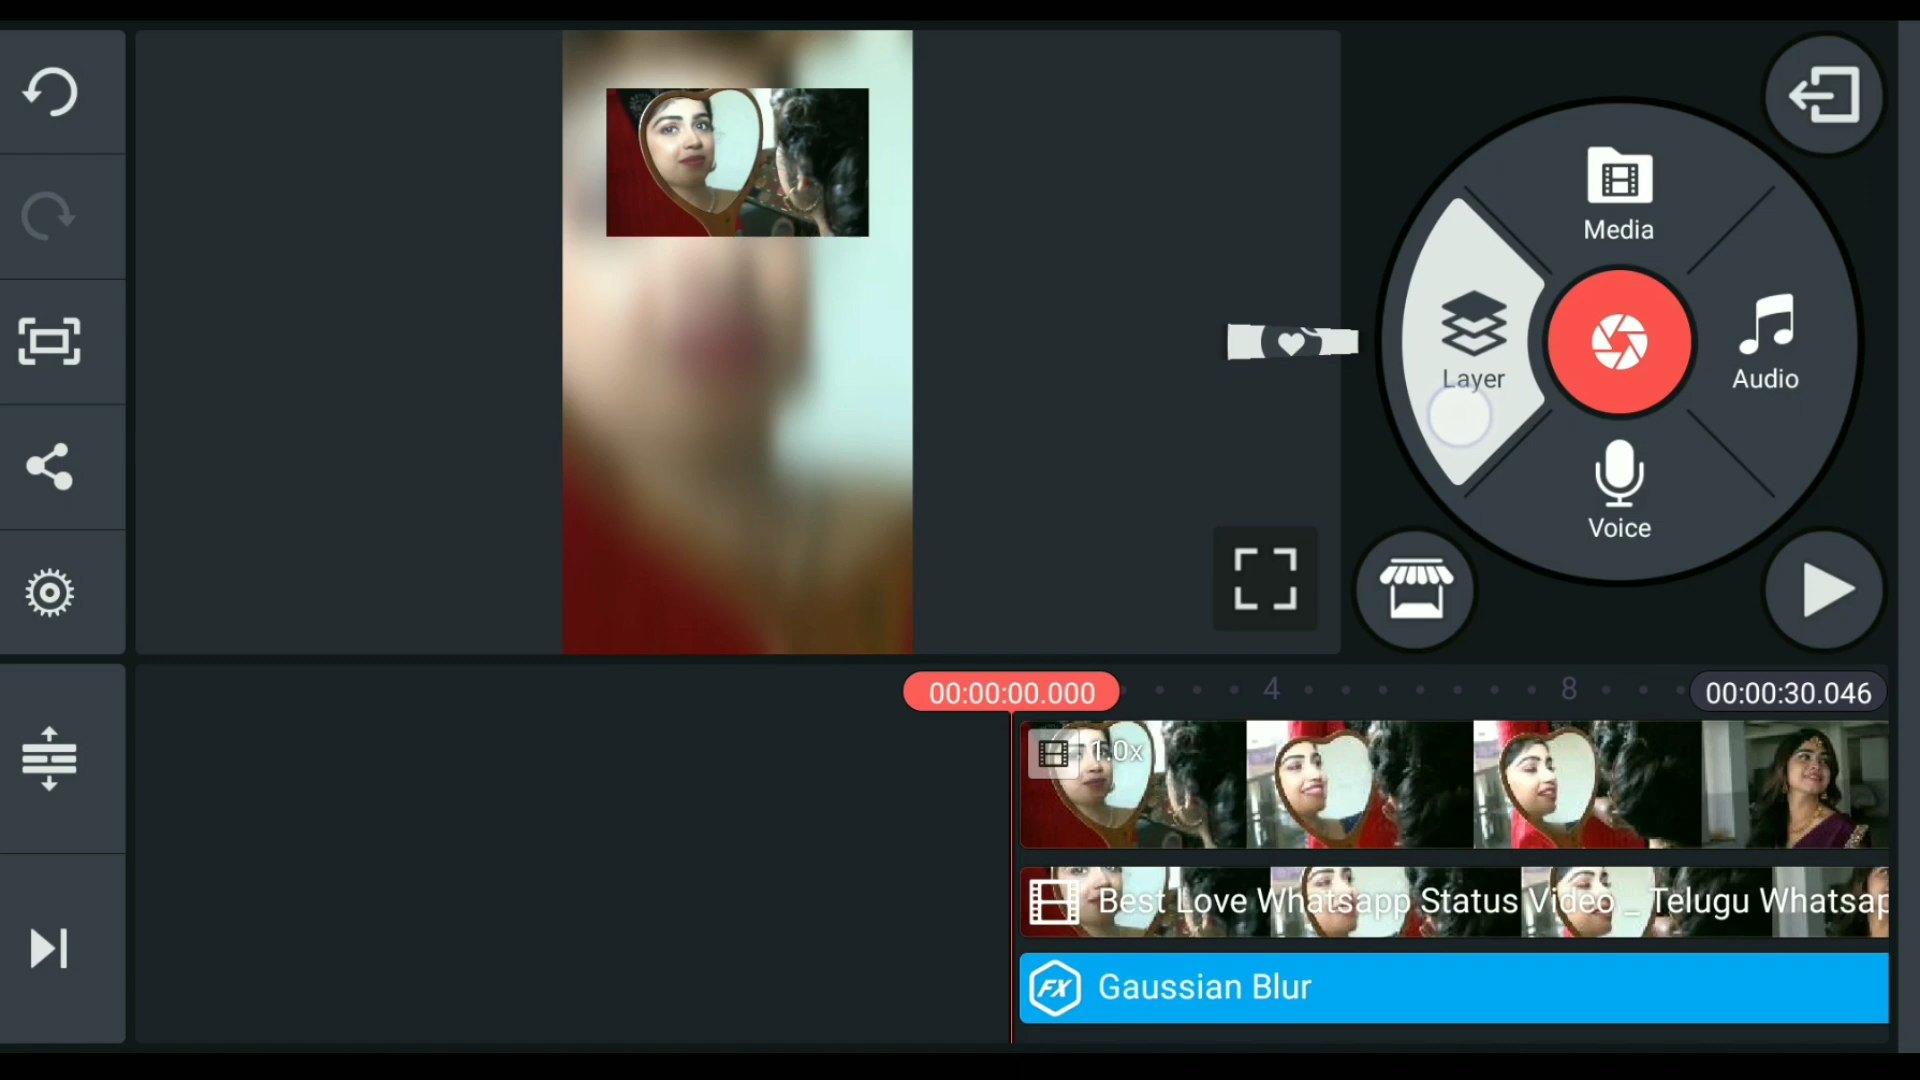 Media
Layer
Audio
Voice
00:00:00.000
4
8
00:00:30.046
1.0x
Best Love Whatsapp Status Video _ Telugu Whatsap
FX
Gaussian Blur